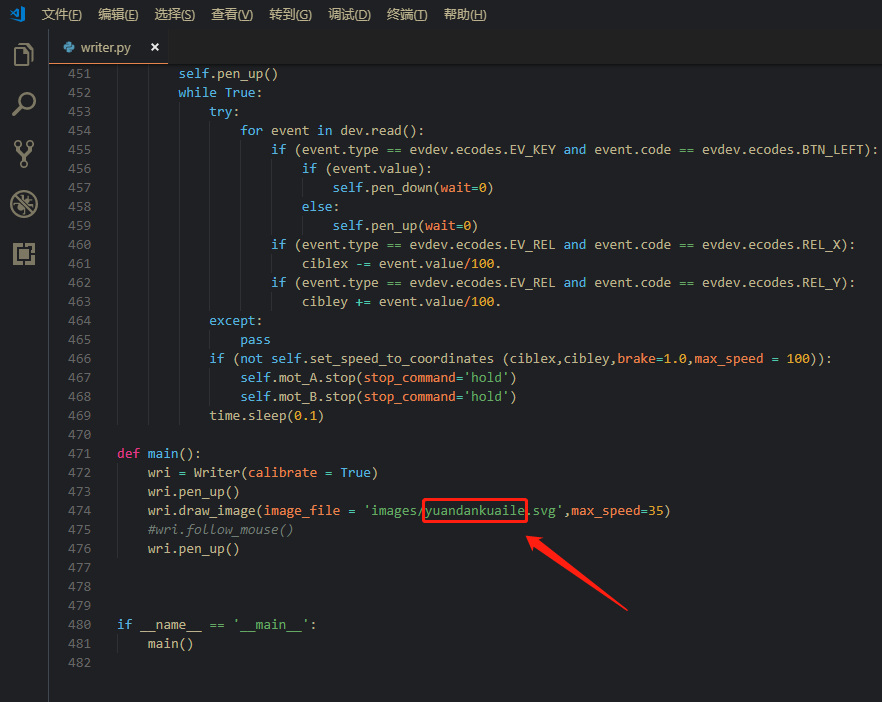 文件(F) 编辑(E) 选择(S) 查看(V) 转到(G) 调试(D) 终端(T) 帮助(H)
writer.py ×
451 self.pen_up()
452 while True:
453 try:
454 for event in dev.read():
455 if (event.type == evdev.ecodes.EV_KEY and event.code == evdev.ecodes.BTN_LEFT):
456 if (event.value):
457 self.pen_down(wait=0)
458 else:
459 self.pen_up(wait=0)
460 if (event.type == evdev.ecodes.EV_REL and event.code == evdev.ecodes.REL_X):
461 ciblex -= event.value/100.
462 if (event.type == evdev.ecodes.EV_REL and event.code == evdev.ecodes.REL_Y):
463 cibley += event.value/100.
464 except:
465 pass
466 if (not self.set_speed_to_coordinates (ciblex,cibley,brake=1.0,max_speed = 100)):
467 self.mot_A.stop(stop_command='hold')
468 self.mot_B.stop(stop_command='hold')
469 time.sleep(0.1)
470
471 def main():
472 wri = Writer(calibrate = True)
473 wri.pen_up()
474 wri.draw_image(image_file = 'images/yuandankuaile.svg',max_speed=35)
475 #wri.follow_mouse()
476 wri.pen_up()
477
478
479
480 if __name__ == '__main__':
481 main()
482